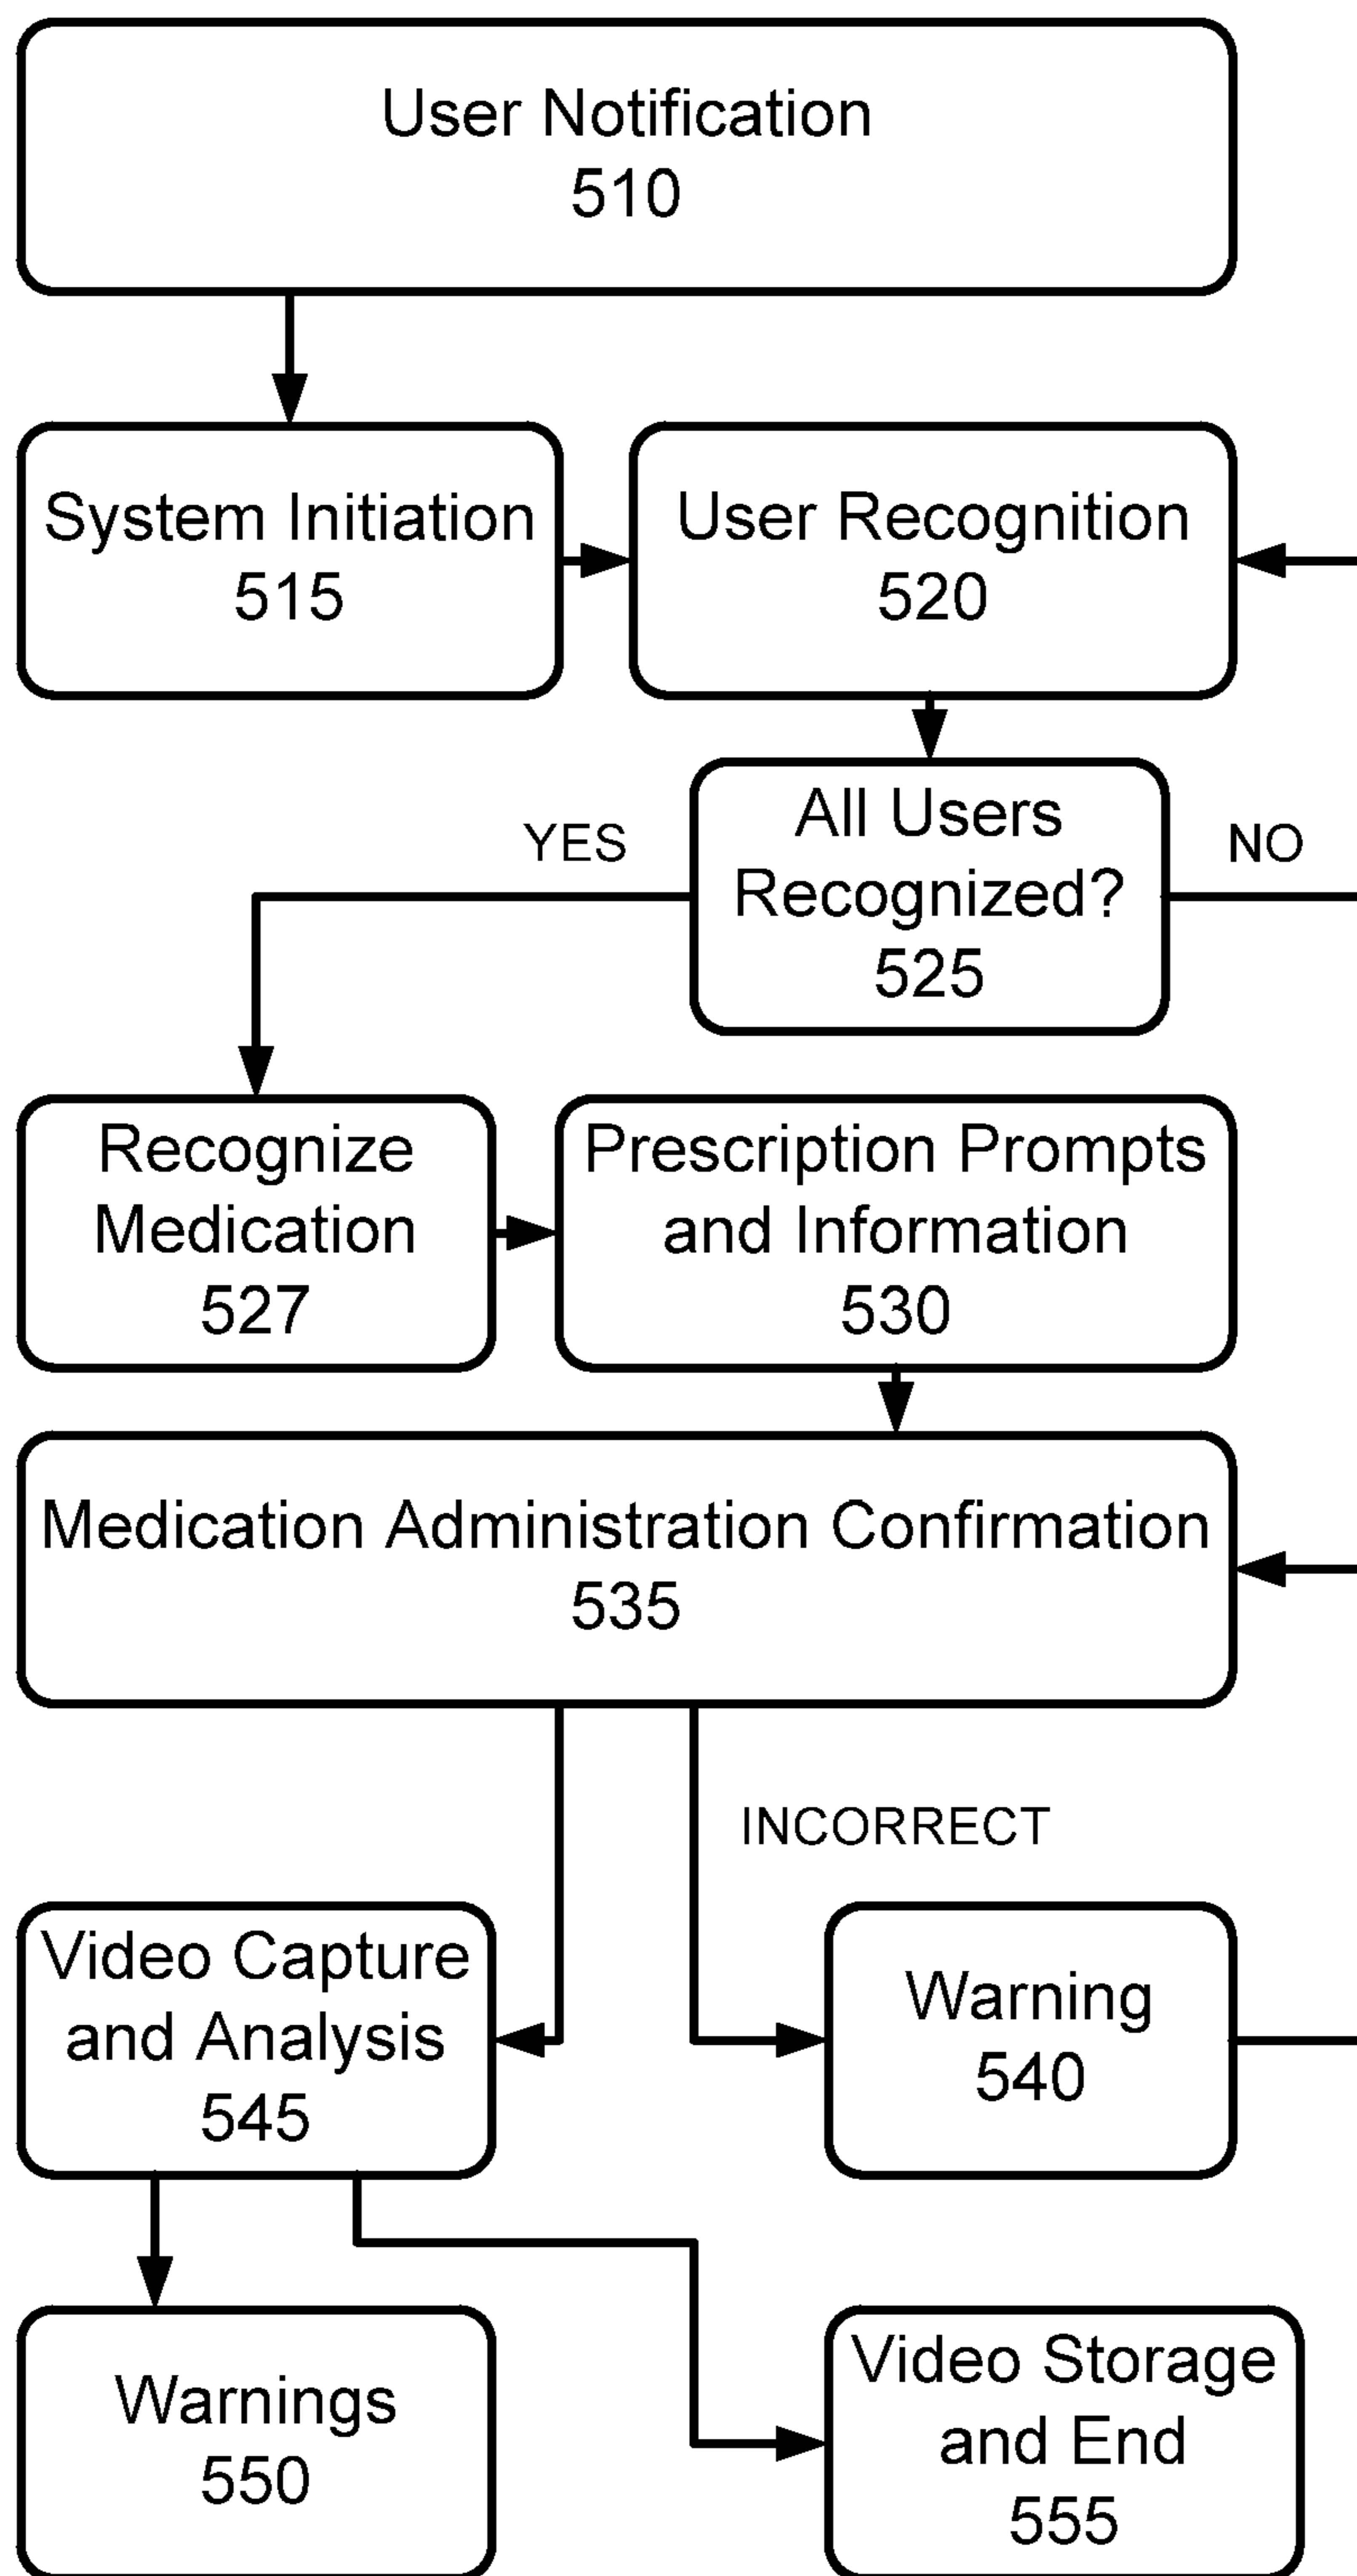 User Notification
510
System Initiation
515
User Recognition
520
All Users
Recognized?
525
YES
NO
Recognize
Medication
527
Prescription Prompts
and Information
530
Medication Administration Confirmation
535
INCORRECT
Video Capture
and Analysis
545
Warning
540
Warnings
550
Video Storage
and End
555